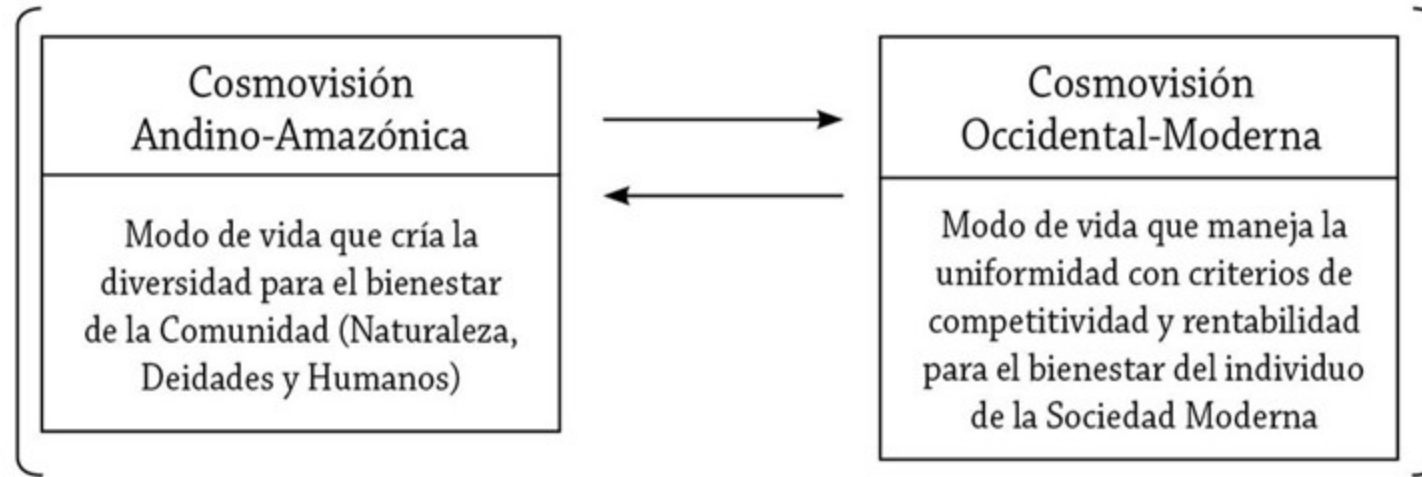 Cosmovisión
Andino-Amazónica
Modo de vida que cría la
diversidad para el bienestar
de la Comunidad (Naturaleza,
Deidades y Humanos)
Cosmovisión
Occidental-Moderna
Modo de vida que maneja la
uniformidad con criterios de
competitividad y rentabilidad
para el bienestar del individuo
de la Sociedad Moderna